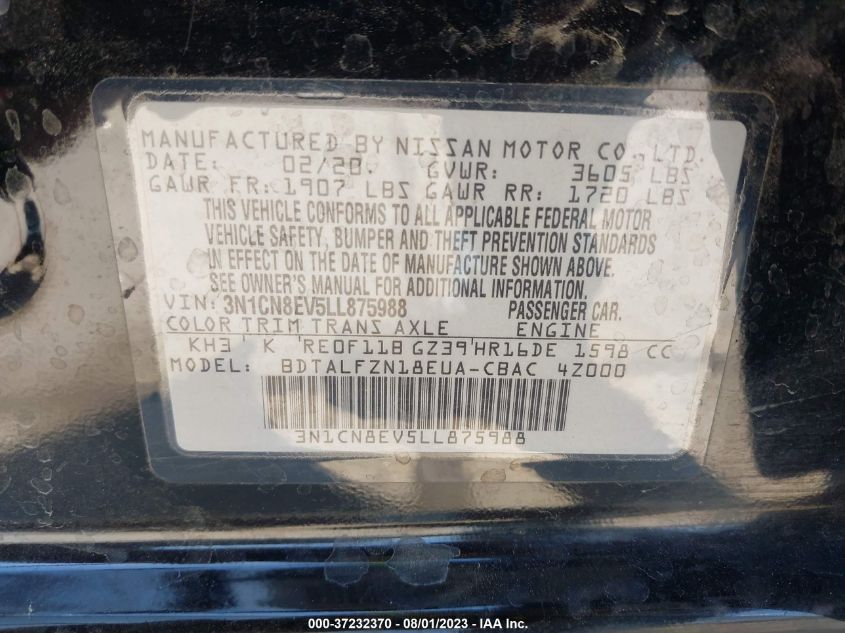 MANUFACTURED BY NISSAN MOTOR CO.,LTD.
DATE: 02/20. GVWR: 3605 LBS
GAWR FR: 1907 LBS GAWR RR: 1720 LBS
THIS VEHICLE CONFORMS TO ALL APPLICABLE FEDERAL MOTOR
VEHICLE SAFETY, BUMPER AND THEFT PREVENTION STANDARDS
IN EFFECT ON THE DATE OF MANUFACTURE SHOWN ABOVE.
SEE OWNER'S MANUAL FOR ADDITIONAL INFORMATION.
VIN: 3N1CN8EV5LL875988 PASSENGER CAR.
COLOR TRIM TRANS AXLE ENGINE
KH3 K RE0F11B GZ39 HR16DE 1598 CC
MODEL: BDTALFZN18EUA-CBAC 4Z000
3N1CN8EV5LL875988
000-37232370 - 08/01/2023 - IAA Inc.